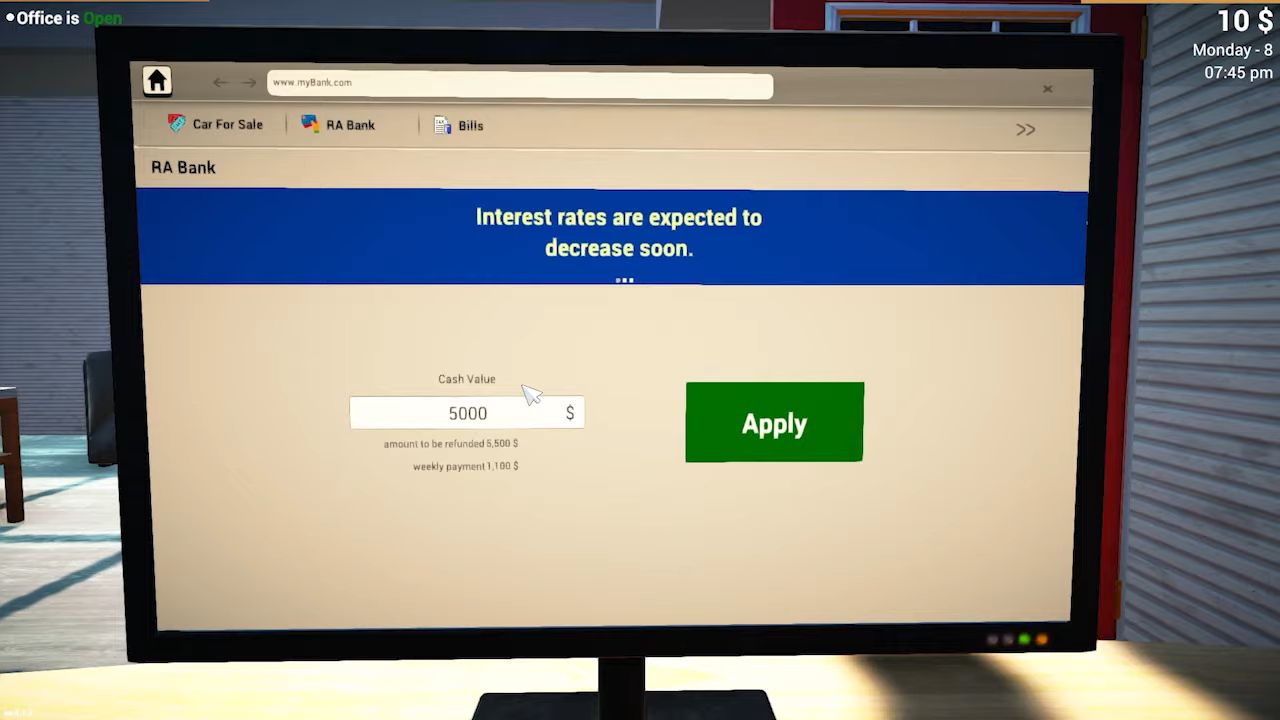 Office is Open
10 $
Monday - 8
07:45 pm
www.myBank.com
Car For Sale
RA Bank
Bills
>>
RA Bank
Interest rates are expected to
decrease soon.
Cash Value
5000 $
amount to be refunded 5,500 $
weekly payment 1,100 $
Apply